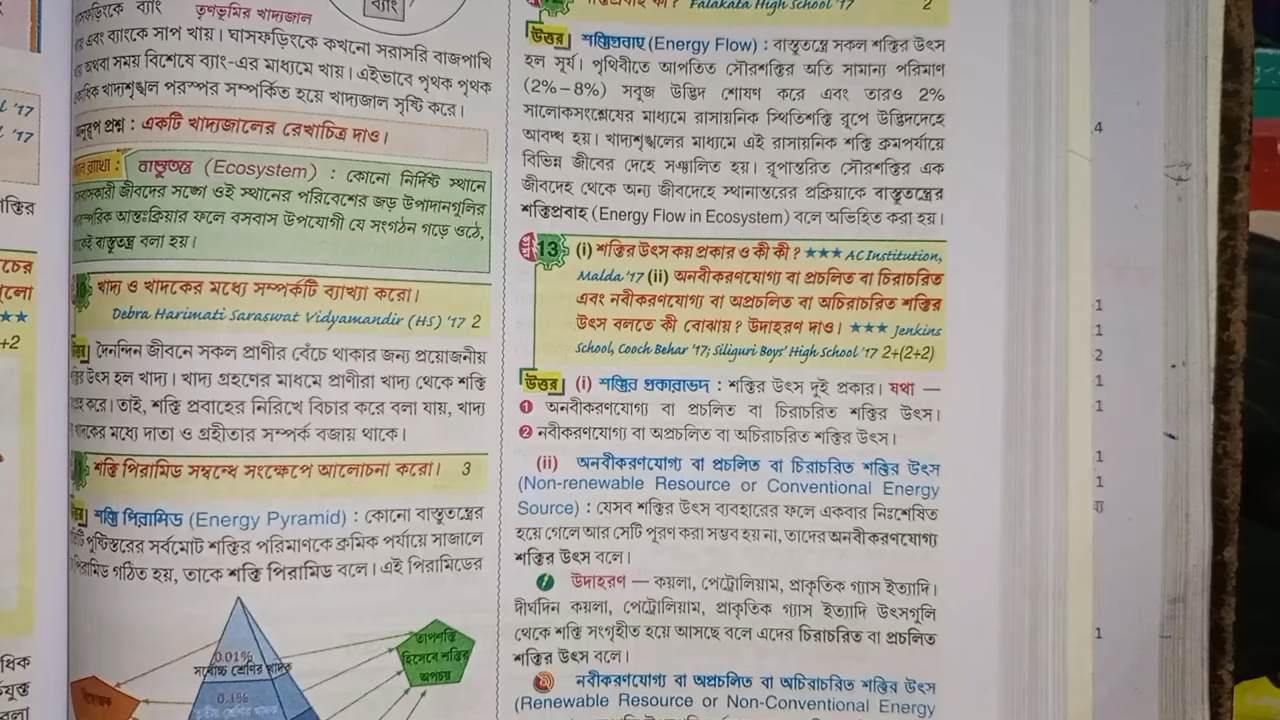 ঘাসফড়িংকে ব্যাং
তৃণভূমির খাদ্যজাল
ব্যাং
এবং ব্যাংকে সাপ খায়। ঘাসফড়িংকে কখনো সরাসরি বাজপাখি
অথবা সময় বিশেষে ব্যাং-এর মাধ্যমে খায়। এইভাবে পৃথক পৃথক
খাদ্যশৃঙ্খল পরস্পর সম্পর্কিত হয়ে খাদ্যজাল সৃষ্টি করে।
প্রশ্ন : একটি খাদ্যজালের রেখাচিত্র দাও।
রাখো : বাস্তুতন্ত্র (Ecosystem) : কোনো নির্দিষ্ট স্থানে
জীবদের সঙ্গে ওই স্থানের পরিবেশের জড় উপাদানগুলির
আন্তঃক্রিয়ার ফলে বসবাস উপযোগী যে সংগঠন গড়ে ওঠে,
বাস্তুতন্ত্র বলা হয়।
খাদ্য ও খাদকের মধ্যে সম্পর্কটি ব্যাখ্যা করো।
Debra Harimati Saraswat Vidyamandir (HS) '17 2
দৈনন্দিন জীবনে সকল প্রাণীর বেঁচে থাকার জন্য প্রয়োজনীয়
উৎস হল খাদ্য। খাদ্য গ্রহণের মাধ্যমে প্রাণীরা খাদ্য থেকে শক্তি
করে। তাই, শক্তি প্রবাহের নিরিখে বিচার করে বলা যায়, খাদ্য
খাদকের মধ্যে দাতা ও গ্রহীতার সম্পর্ক বজায় থাকে।
শক্তি পিরামিড সম্বন্ধে সংক্ষেপে আলোচনা করো। 3
শক্তি পিরামিড (Energy Pyramid) : কোনো বাস্তুতন্ত্রের
পুষ্টিস্তরের সর্বমোট শক্তির পরিমাণকে ক্রমিক পর্যায়ে সাজালে
পিরামিড গঠিত হয়, তাকে শক্তি পিরামিড বলে। এই পিরামিডের
0.01%
সর্বোচ্চ শ্রেণির খাদক
0.1%
তাপশক্তি
হিসেবে শক্তির
অপচয়
Falakata High School '17 2
উত্তর শক্তিপ্রবাহ (Energy Flow) : বাস্তুতন্ত্রে সকল শক্তির উৎস
হল সূর্য। পৃথিবীতে আপতিত সৌরশক্তির অতি সামান্য পরিমাণ
(2%-8%) সবুজ উদ্ভিদ শোষণ করে এবং তারও 2%
সালোকসংশ্লেষের মাধ্যমে রাসায়নিক স্থিতিশক্তি রূপে উদ্ভিদদেহে
আবদ্ধ হয়। খাদ্যশৃঙ্খলের মাধ্যমে এই রাসায়নিক শক্তি ক্রমপর্যায়ে
বিভিন্ন জীবের দেহে সঞ্চালিত হয়। রূপান্তরিত সৌরশক্তির এক
জীবদেহ থেকে অন্য জীবদেহে স্থানান্তরের প্রক্রিয়াকে বাস্তুতন্ত্রের
শক্তিপ্রবাহ (Energy Flow in Ecosystem) বলে অভিহিত করা হয়।
13 (i) শক্তির উৎস কয় প্রকার ও কী কী? ★★★ AC Institution,
Malda '17 (ii) অনবীকরণযোগ্য বা প্রচলিত বা চিরাচরিত
এবং নবীকরণযোগ্য বা অপ্রচলিত বা অচিরাচরিত শক্তির
উৎস বলতে কী বোঝায়? উদাহরণ দাও। ★★★ Jenkins
School, Cooch Behar '17; Siliguri Boys' High School '17 2+(2+2)
উত্তর (i) শক্তির প্রকারভেদ : শক্তির উৎস দুই প্রকার। যথা —
1 অনবীকরণযোগ্য বা প্রচলিত বা চিরাচরিত শক্তির উৎস।
2 নবীকরণযোগ্য বা অপ্রচলিত বা অচিরাচরিত শক্তির উৎস।
(ii) অনবীকরণযোগ্য বা প্রচলিত বা চিরাচরিত শক্তির উৎস
(Non-renewable Resource or Conventional Energy
Source) : যেসব শক্তির উৎস ব্যবহারের ফলে একবার নিঃশেষিত
হয়ে গেলে আর সেটি পূরণ করা সম্ভব হয় না, তাদের অনবীকরণযোগ্য
শক্তির উৎস বলে।
উদাহরণ — কয়লা, পেট্রোলিয়াম, প্রাকৃতিক গ্যাস ইত্যাদি।
দীর্ঘদিন কয়লা, পেট্রোলিয়াম, প্রাকৃতিক গ্যাস ইত্যাদি উৎসগুলি
থেকে শক্তি সংগৃহীত হয়ে আসছে বলে এদের চিরাচরিত বা প্রচলিত
শক্তির উৎস বলে।
নবীকরণযোগ্য বা অপ্রচলিত বা অচিরাচরিত শক্তির উৎস
(Renewable Resource or Non-Conventional Energy